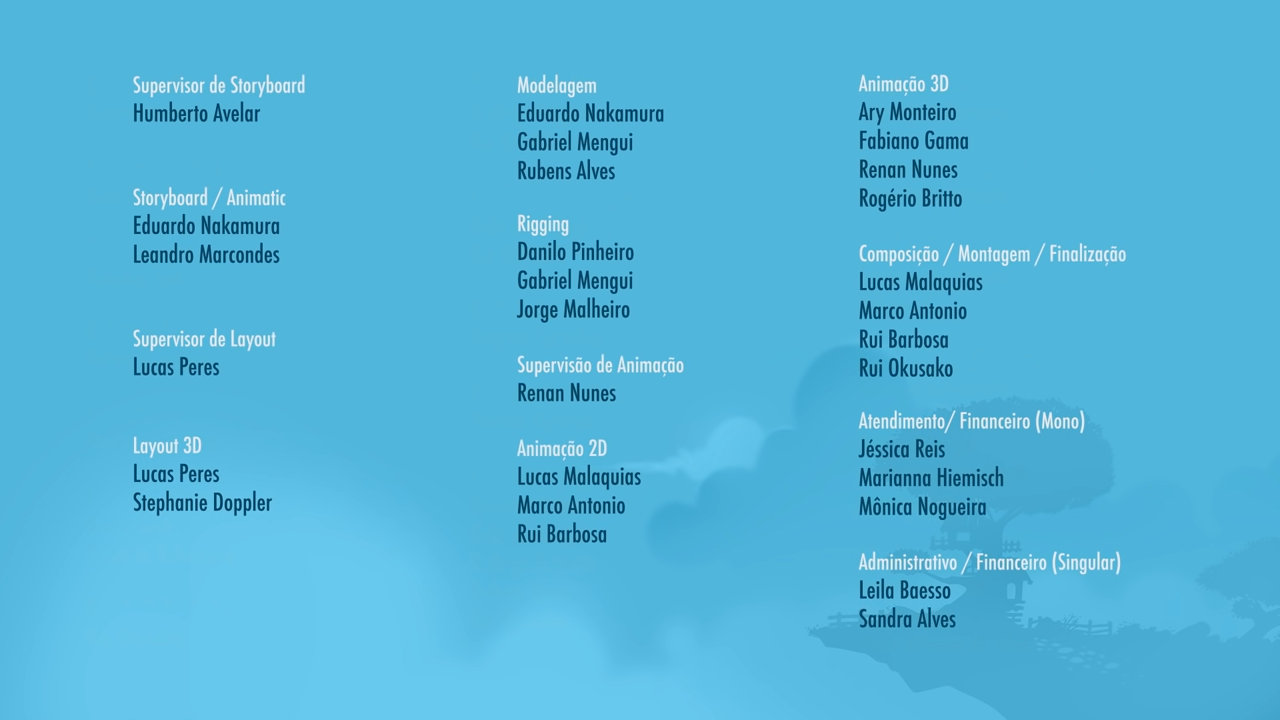 Supervisor de Storyboard
Humberto Avelar
Storyboard / Animatic
Eduardo Nakamura
Leandro Marcondes
Supervisor de Layout
Lucas Peres
Layout 3D
Lucas Peres
Stephanie Doppler
Modelagem
Eduardo Nakamura
Gabriel Mengui
Rubens Alves
Rigging
Danilo Pinheiro
Gabriel Mengui
Jorge Malheiro
Supervisão de Animação
Renan Nunes
Animação 2D
Lucas Malaquias
Marco Antonio
Rui Barbosa
Animação 3D
Ary Monteiro
Fabiano Gama
Renan Nunes
Rogério Britto
Composição / Montagem / Finalização
Lucas Malaquias
Marco Antonio
Rui Barbosa
Rui Okusako
Atendimento/ Financeiro (Mono)
Jéssica Reis
Marianna Hiemisch
Mônica Nogueira
Administrativo / Financeiro (Singular)
Leila Baesso
Sandra Alves